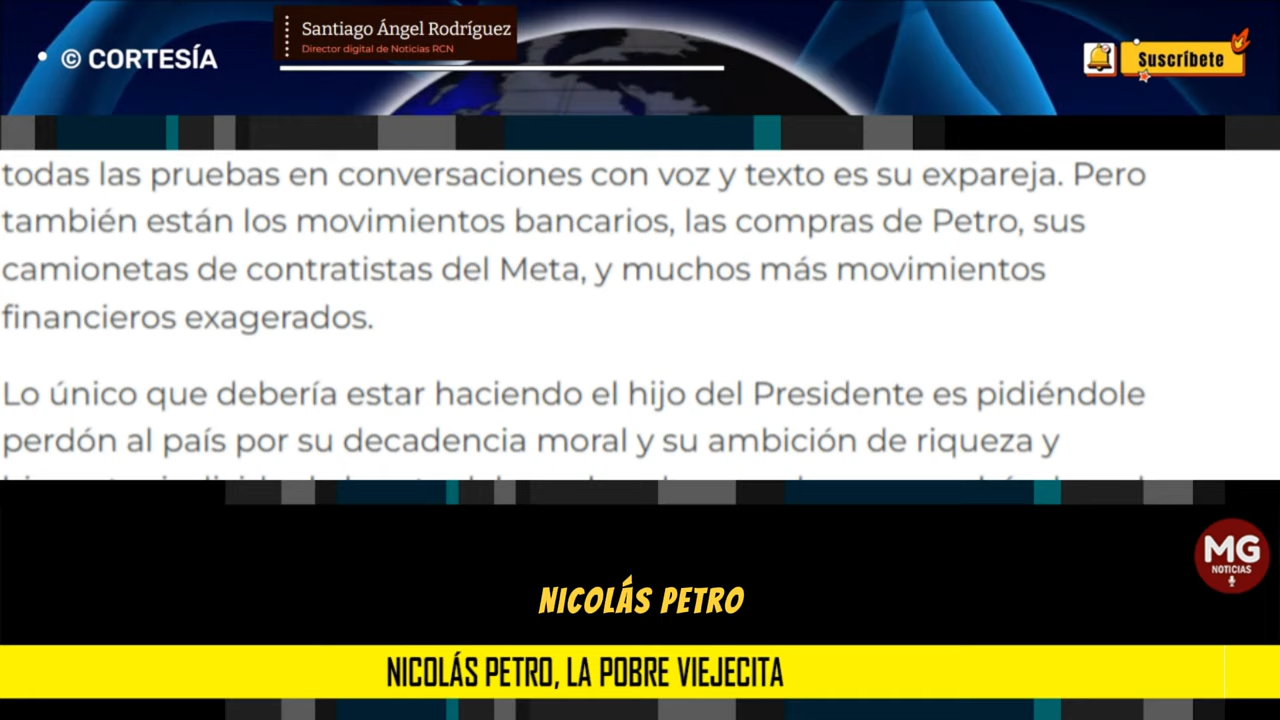 © CORTESÍA
Santiago Ángel Rodríguez
Director digital de Noticias RCN
Suscríbete
todas las pruebas en conversaciones con voz y texto es su expareja. Pero
también están los movimientos bancarios, las compras de Petro, sus
camionetas de contratistas del Meta, y muchos más movimientos
financieros exagerados.
Lo único que debería estar haciendo el hijo del Presidente es pidiéndole
perdón al país por su decadencia moral y su ambición de riqueza y
MG
NOTICIAS
NICOLÁS PETRO
NICOLÁS PETRO, LA POBRE VIEJECITA